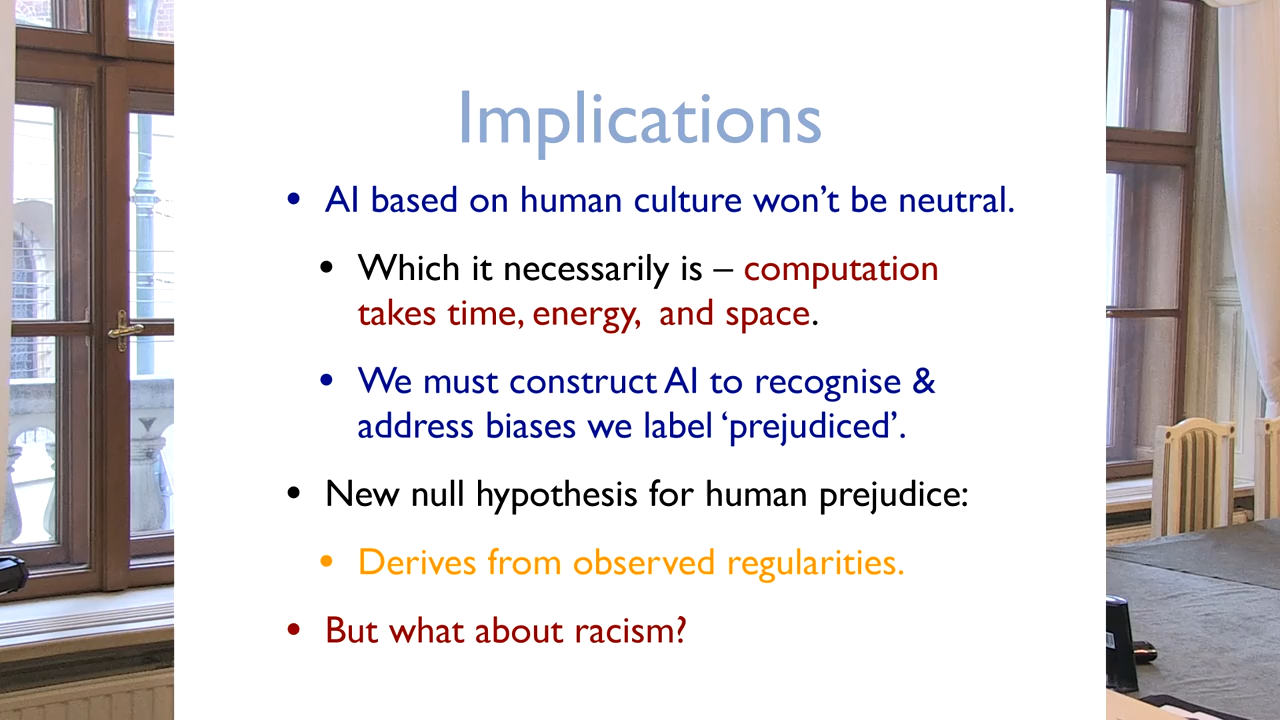 Implications
• AI based on human culture won’t be neutral.
• Which it necessarily is – computation
takes time, energy,  and space.
• We must construct AI to recognise &
address biases we label ‘prejudiced’.
• New null hypothesis for human prejudice:
• Derives from observed regularities.
• But what about racism?